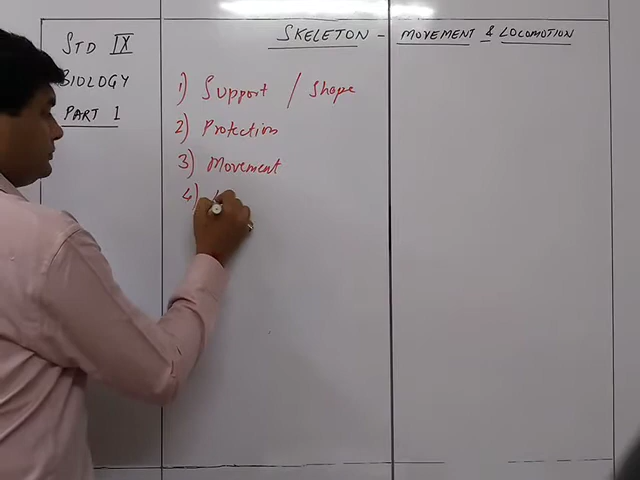 STD IX
BIOLOGY
PART 1
SKELETON - MOVEMENT & LOCOMOTION
1) Support / Shape
2) Protection
3) Movement
4)